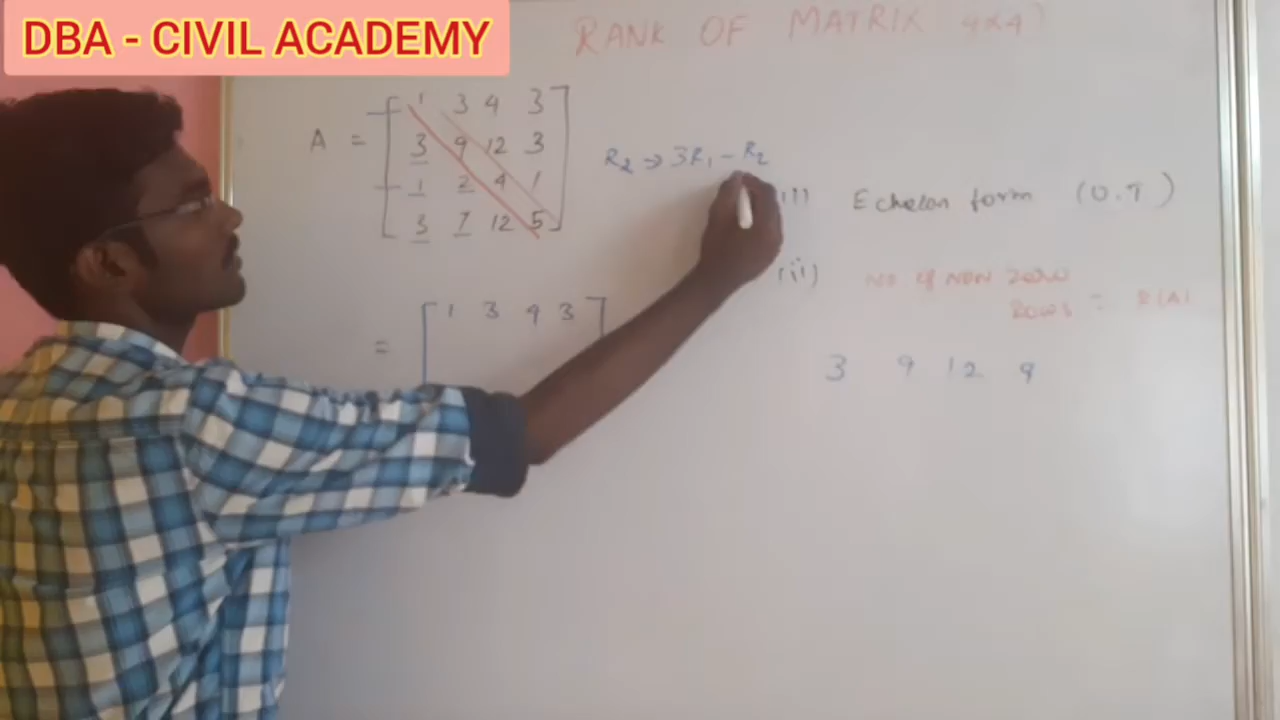 DBA - CIVIL ACADEMY
RANK OF MATRIX 4x4)
A = 1 3 4 3
3 9 12 3
1 2 4 1
3 7 12 5
R2 → 3R1 - R2
(i) Echelon form (U.T)
(ii) No of Non Zero
Rows = R(A)
= 1 3 4 3
3 9 12 9